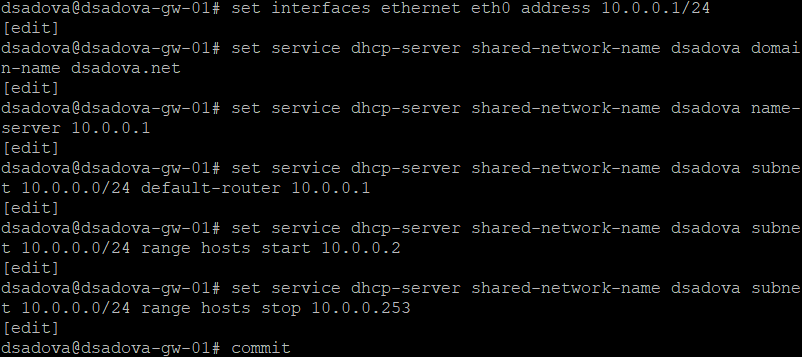 dsadova@dsadova-gw-01# set interfaces ethernet eth0 address 10.0.0.1/24
[edit]
dsadova@dsadova-gw-01# set service dhcp-server shared-network-name dsadova domai
n-name dsadova.net
[edit]
dsadova@dsadova-gw-01# set service dhcp-server shared-network-name dsadova name-
server 10.0.0.1
[edit]
dsadova@dsadova-gw-01# set service dhcp-server shared-network-name dsadova subne
t 10.0.0.0/24 default-router 10.0.0.1
[edit]
dsadova@dsadova-gw-01# set service dhcp-server shared-network-name dsadova subne
t 10.0.0.0/24 range hosts start 10.0.0.2
[edit]
dsadova@dsadova-gw-01# set service dhcp-server shared-network-name dsadova subne
t 10.0.0.0/24 range hosts stop 10.0.0.253
[edit]
dsadova@dsadova-gw-01# commit